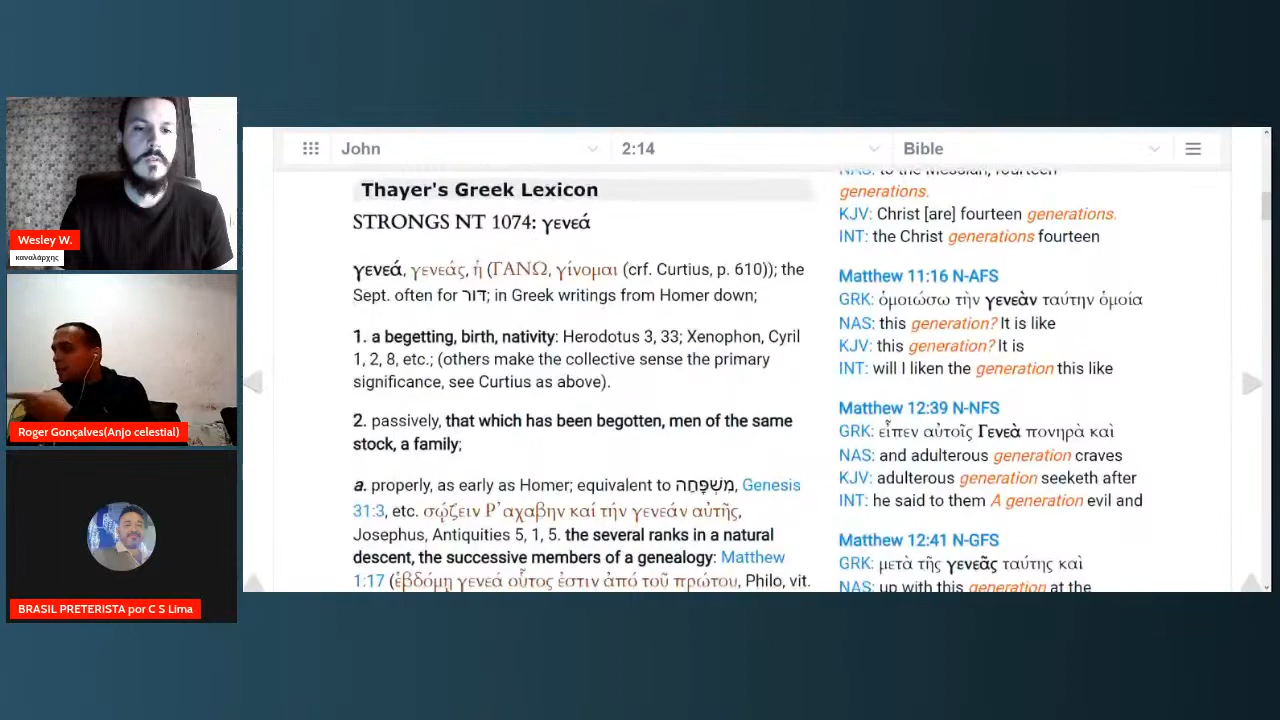 Wesley W.
καναλάρχης
Roger Gonçalves(Anjo celestial)
BRASIL PRETERISTA por C S Lima
John
2:14
Bible
Thayer's Greek Lexicon
STRONGS NT 1074: γενεά
γενεά, γενεάς, ἡ (ΓΑΝΩ, γίνομαι (crf. Curtius, p. 610)); the
Sept. often for דּוֹר; in Greek writings from Homer down;
1. a begetting, birth, nativity: Herodotus 3, 33; Xenophon, Cyril
1, 2, 8, etc.; (others make the collective sense the primary
significance, see Curtius as above).
2. passively, that which has been begotten, men of the same
stock, a family;
a. properly, as early as Homer; equivalent to מִשְׁפָּחָה, Genesis
31:3, etc. σῴζειν Ρ᾽αχαβην καί τήν γενεάν αὐτῆς,
Josephus, Antiquities 5, 1, 5. the several ranks in a natural
descent, the successive members of a genealogy: Matthew
1:17 (ἑβδόμῃ γενεά οὗτος ἐστιν ἀπό τοῦ πρώτου, Philo, vit.
NAS: to the Messiah, fourteen
generations.
KJV: Christ [are] fourteen generations.
INT: the Christ generations fourteen
Matthew 11:16 N-AFS
GRK: ὁμοιώσω τὴν γενεὰν ταύτην ὁμοία
NAS: this generation? It is like
KJV: this generation? It is
INT: will I liken the generation this like
Matthew 12:39 N-NFS
GRK: εἶπεν αὐτοῖς Γενεὰ πονηρὰ καὶ
NAS: and adulterous generation craves
KJV: adulterous generation seeketh after
INT: he said to them A generation evil and
Matthew 12:41 N-GFS
GRK: μετὰ τῆς γενεᾶς ταύτης καὶ
NAS: up with this generation at the